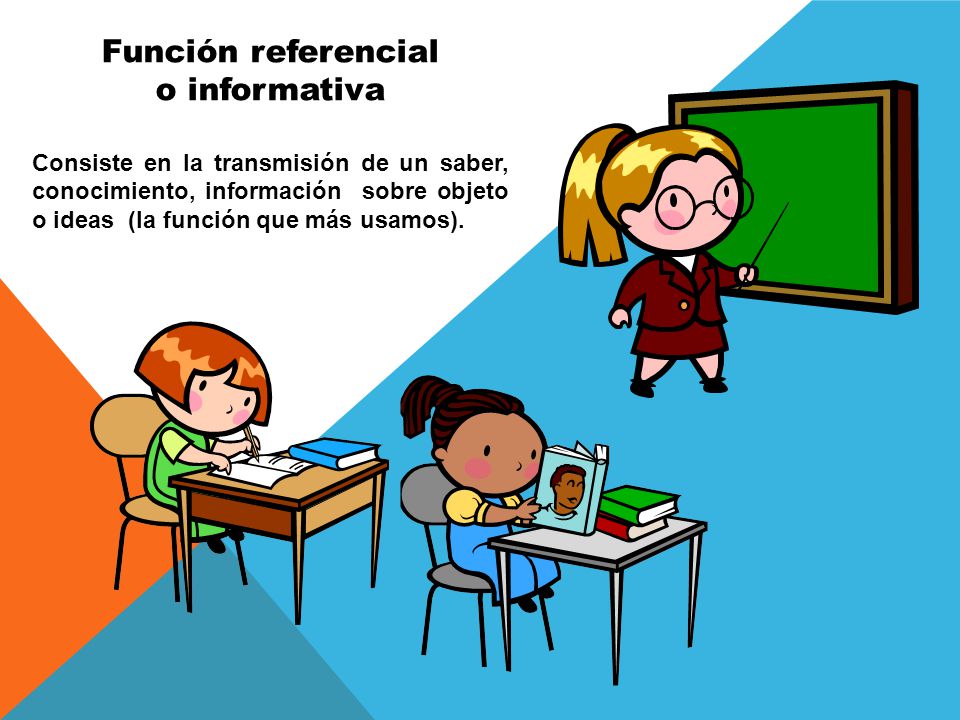 Función referencial
o informativa
Consiste en la transmisión de un saber,
conocimiento, información sobre objeto
o ideas (la función que más usamos).